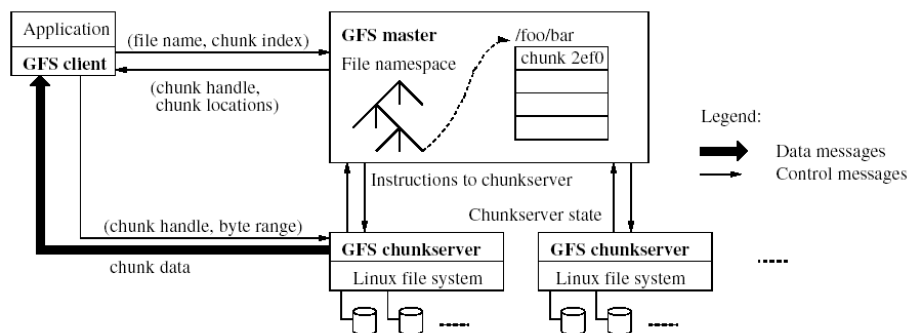 Application
GFS client
(file name, chunk index)
(chunk handle,
chunk locations)
GFS master
File namespace
/foo/bar
chunk 2ef0
Legend:
Data messages
Control messages
Instructions to chunkserver
Chunkserver state
(chunk handle, byte range)
chunk data
GFS chunkserver
Linux file system
GFS chunkserver
Linux file system